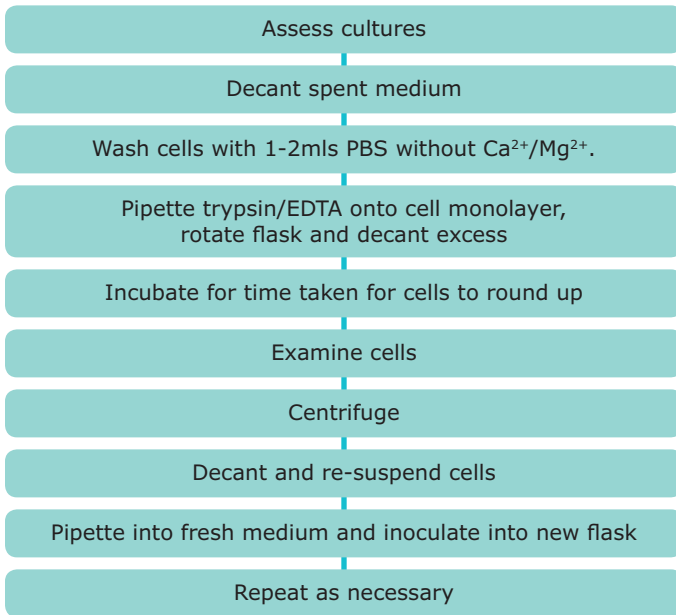 Assess cultures
Decant spent medium
Wash cells with 1-2mls PBS without Ca²⁺/Mg²⁺.
Pipette trypsin/EDTA onto cell monolayer,
rotate flask and decant excess
Incubate for time taken for cells to round up
Examine cells
Centrifuge
Decant and re-suspend cells
Pipette into fresh medium and inoculate into new flask
Repeat as necessary